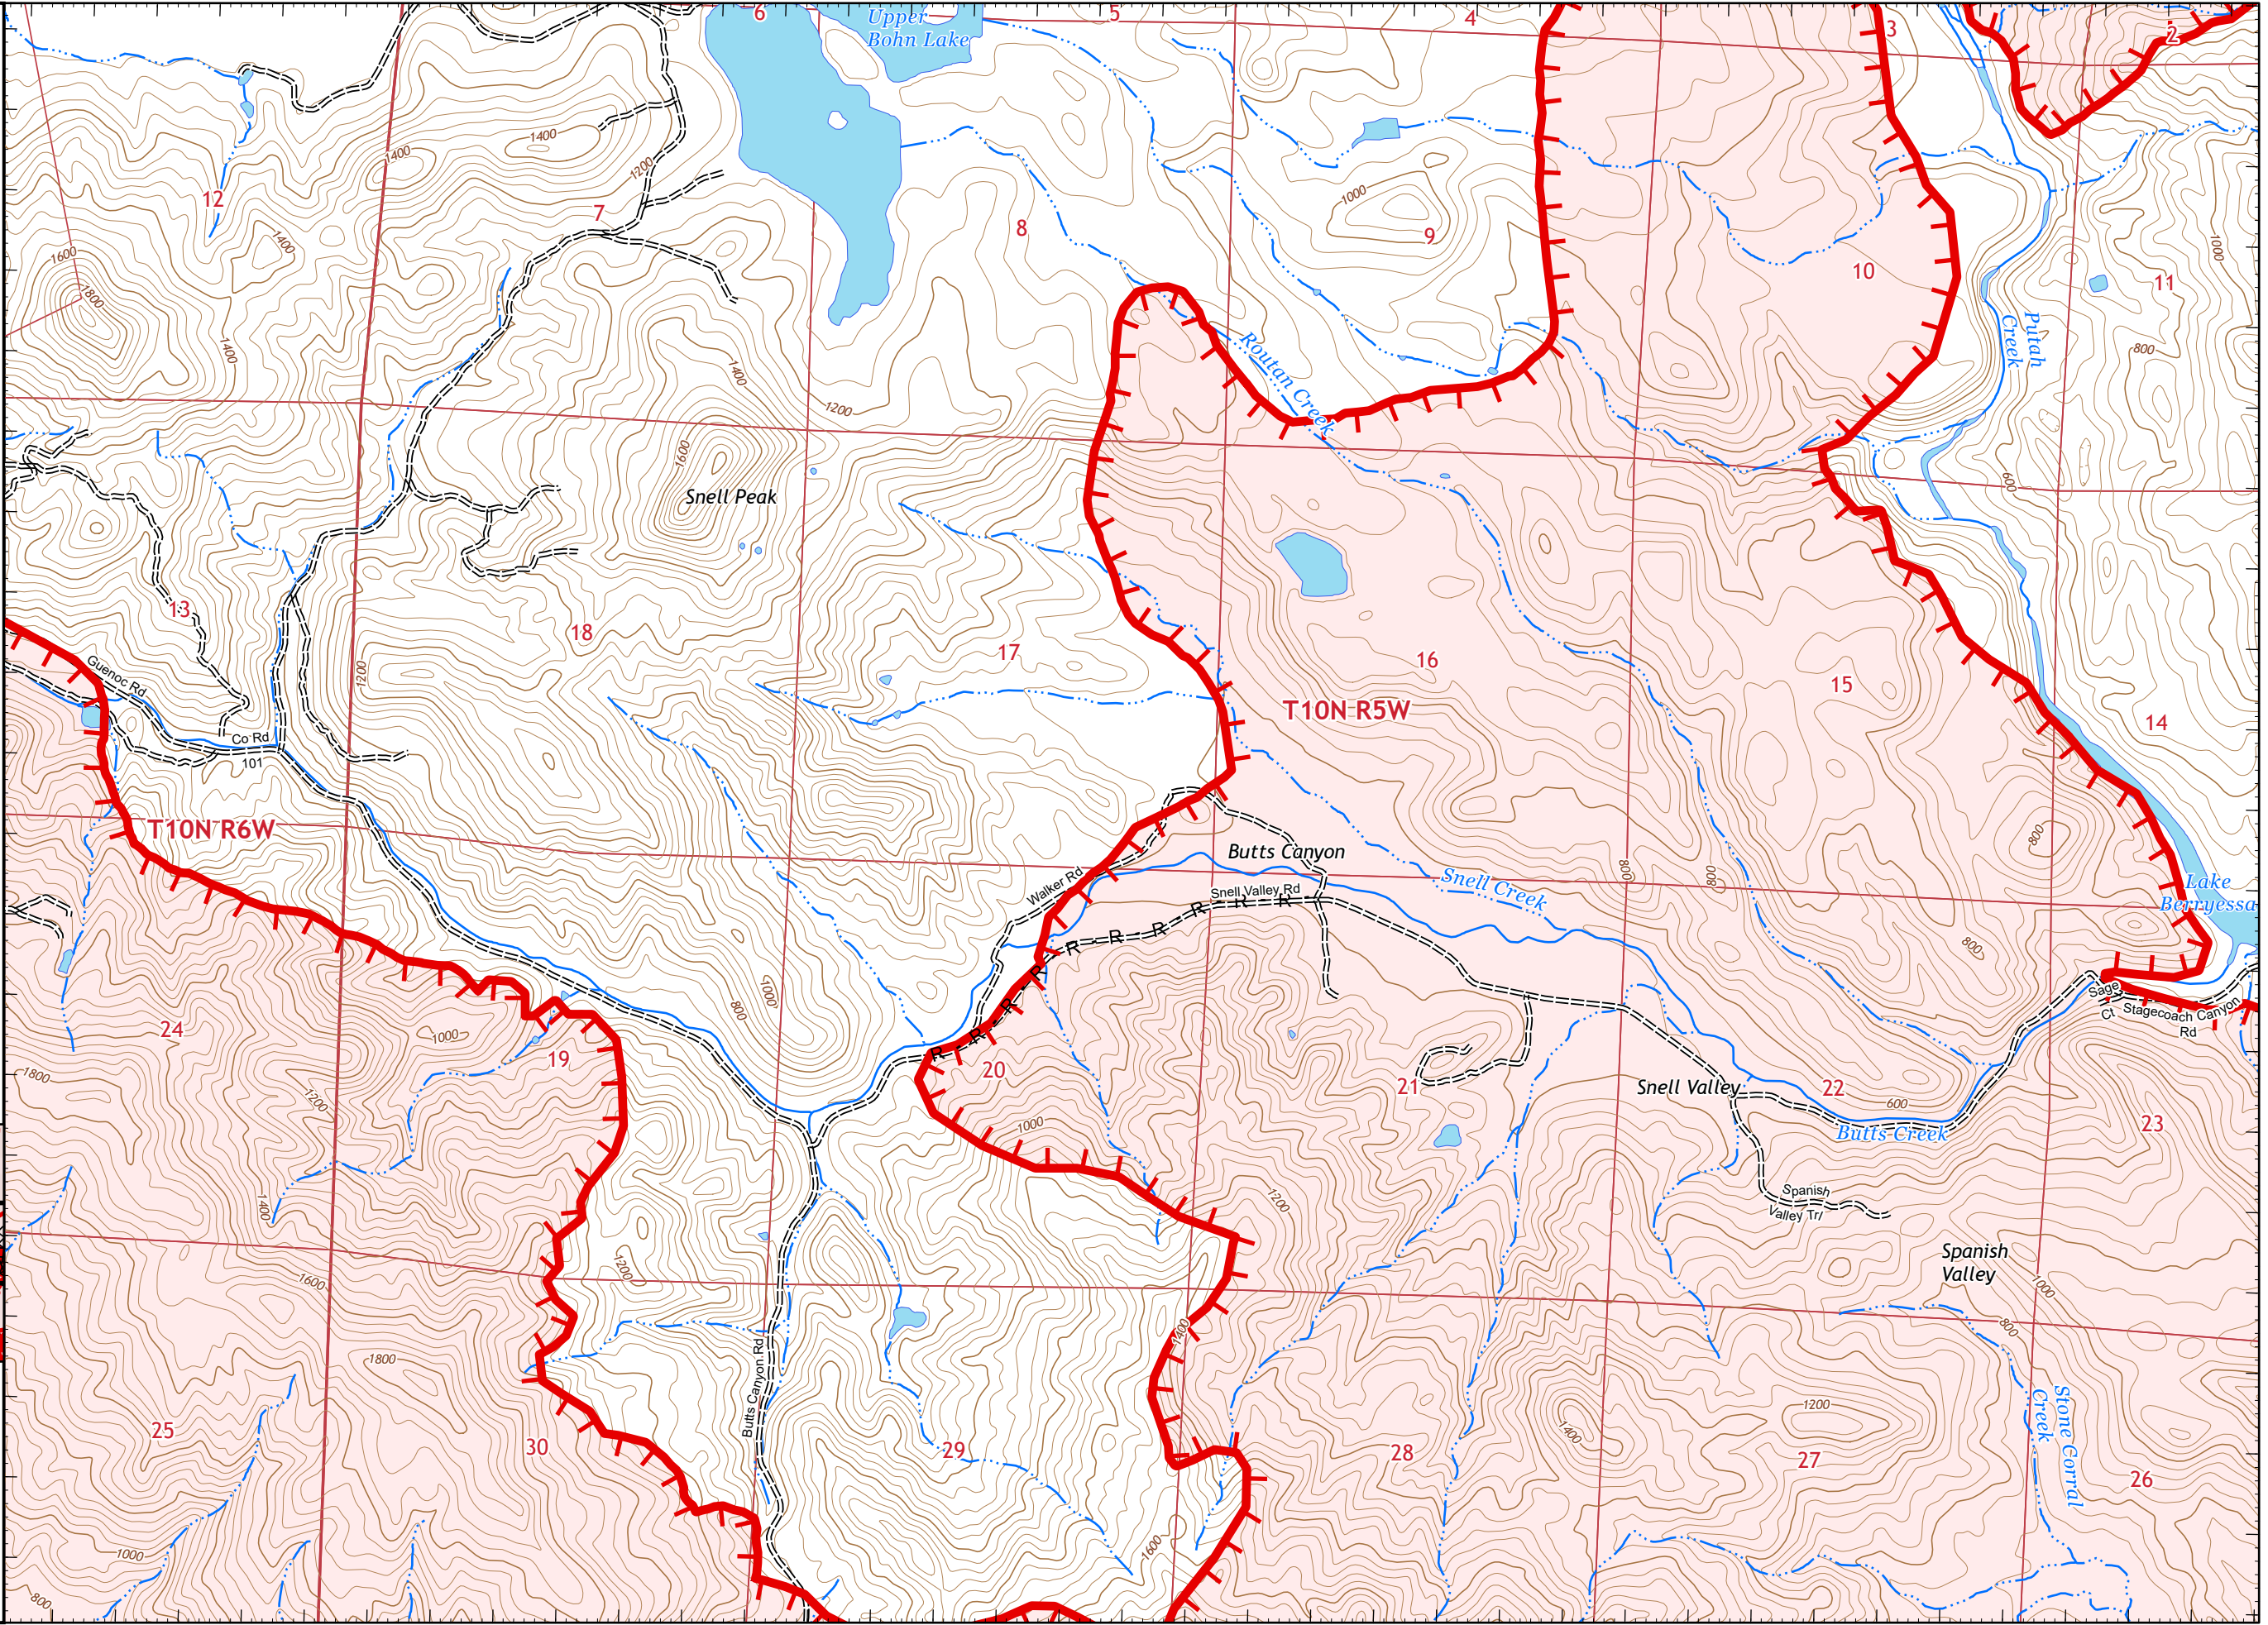 6
Upper
Bohn Lake
5
4
3
2
1400
1400
1200
12
7
8
1000
9
10
11
1000
1600
1400
1800
1400
1400
1200
Routan Creek
Putah
Creek
800
1600
Snell Peak
600
13
18
17
16
15
14
T10N R5W
1200
Guenoc Rd
Co Rd
101
T10N R6W
Butts Canyon
Walker Rd
Snell Valley Rd
R R R R R R R R R R R
Snell Creek
800
800
800
800
Lake
Berryessa
Sage
Ct
Stagecoach Canyon
Rd
1000
800
24
1000
19
20
1000
21
Snell Valley
22
600
Butts Creek
23
1800
1200
1400
1200
Spanish
Valley Trl
Spanish
Valley
1000
800
1600
1200
1800
1400
Butts Canyon Rd
25
30
29
28
1400
1200
27
Stone Corral
Creek
26
1000
800
1600